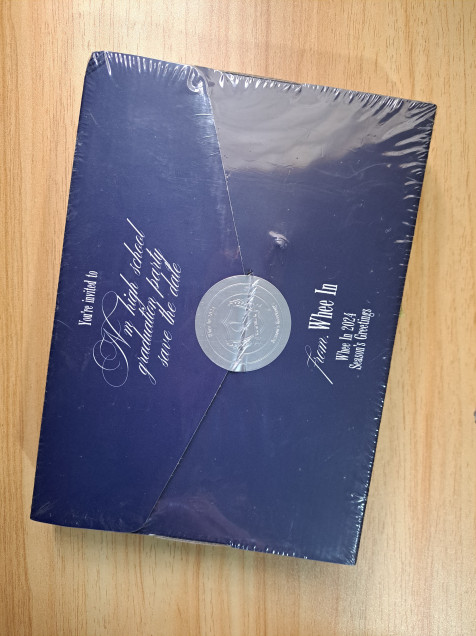 You're invited to
N'm high school
graduation party
save the date
from. Whee In
Whee In 2024
Season's Greetings